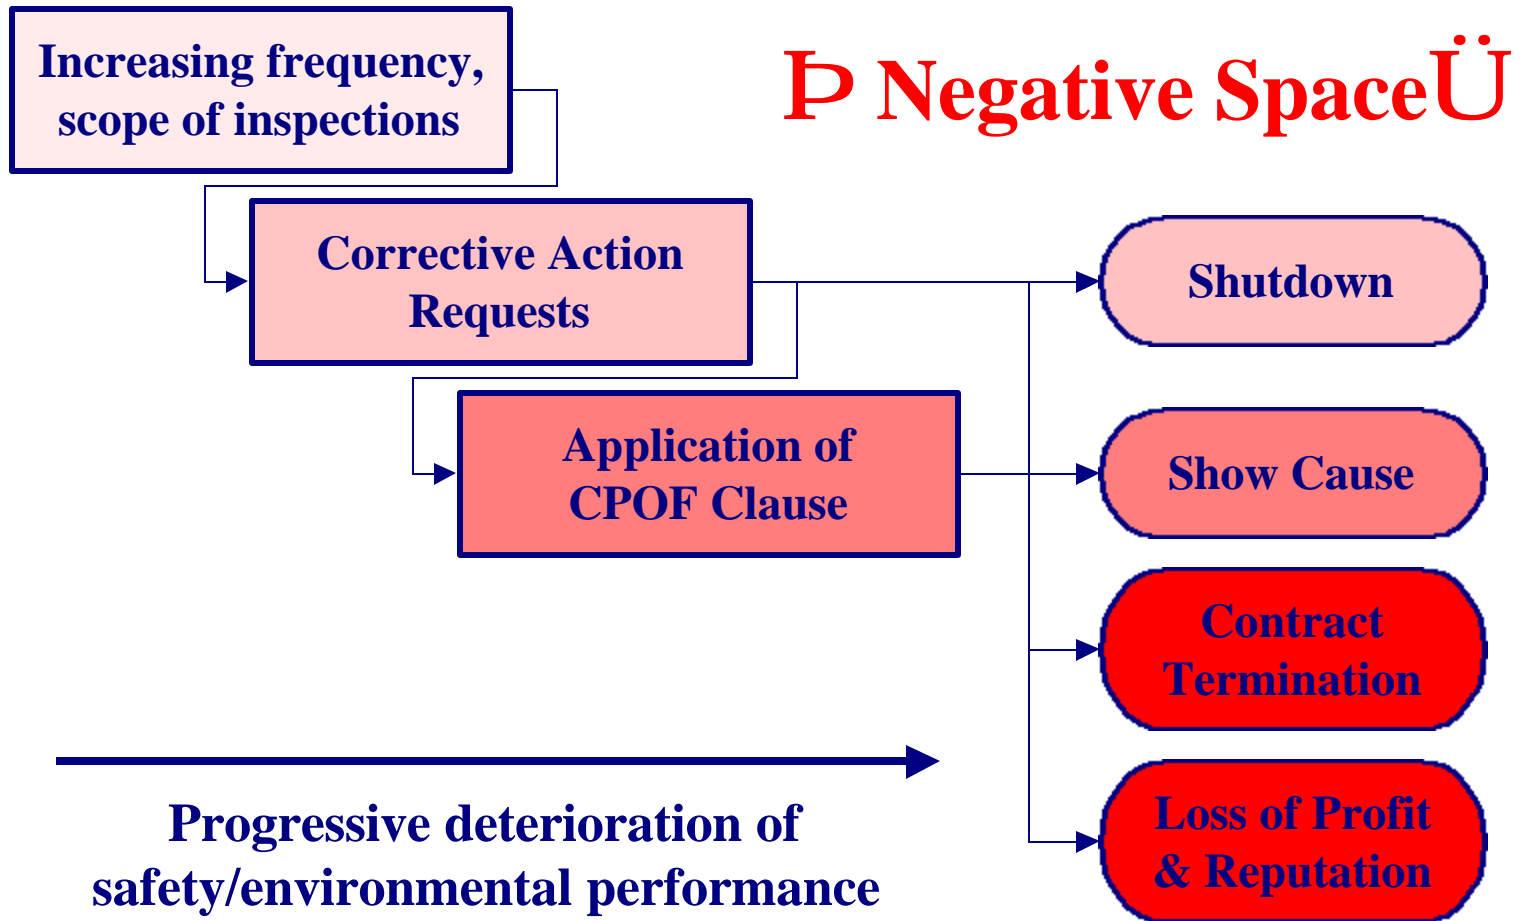 Increasing frequency,
scope of inspections
Þ Negative SpaceÜ
Corrective Action
Requests
Shutdown
Application of
CPOF Clause
Show Cause
Contract
Termination
Progressive deterioration of
safety/environmental performance
Loss of Profit
& Reputation